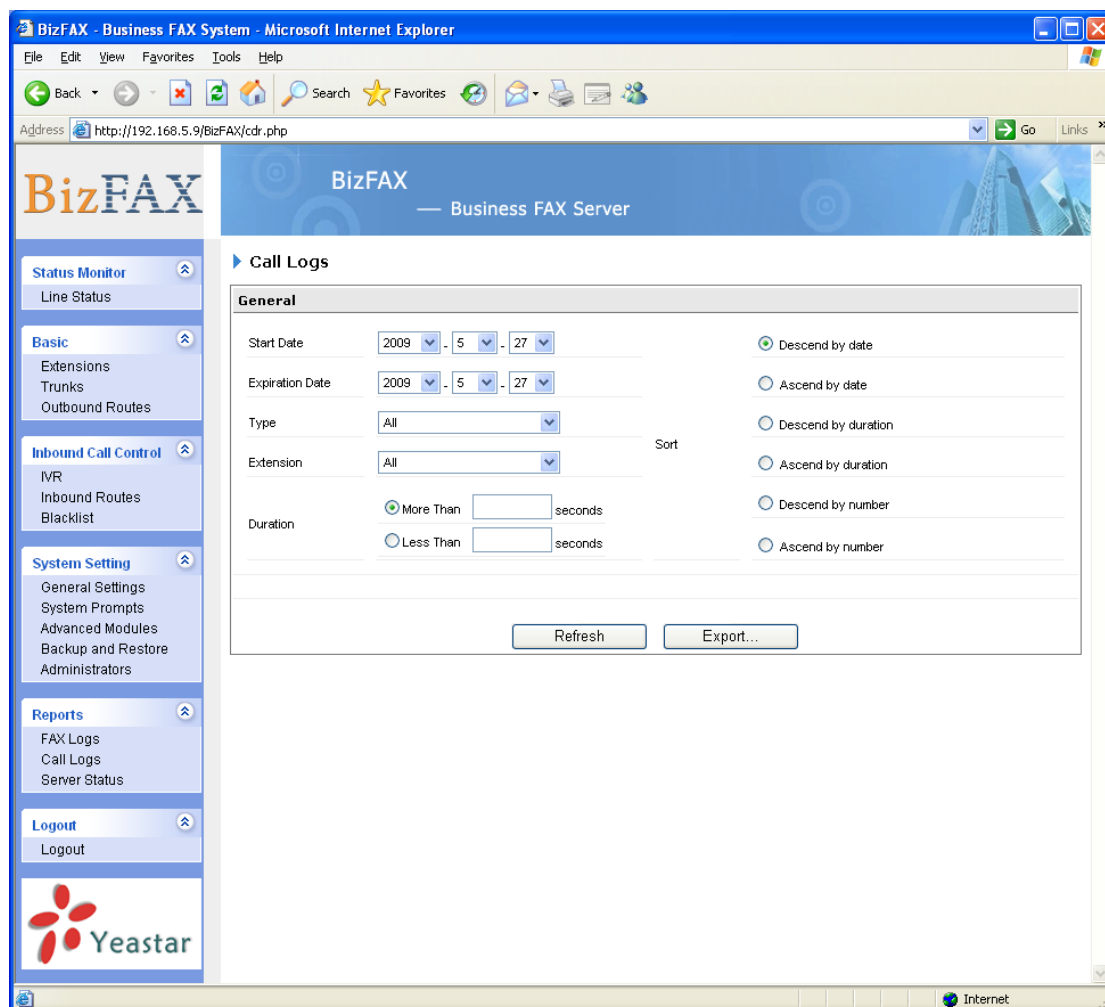 BizFAX - Business FAX System - Microsoft Internet Explorer
File Edit View Favorites Tools Help
Back Search Favorites
Address http://192.168.5.9/BizFAX/cdr.php Go Links »
BizFAX
BizFAX
— Business FAX Server
Status Monitor
Line Status
Basic
Extensions
Trunks
Outbound Routes
Inbound Call Control
IVR
Inbound Routes
Blacklist
System Setting
General Settings
System Prompts
Advanced Modules
Backup and Restore
Administrators
Reports
FAX Logs
Call Logs
Server Status
Logout
Logout
Yeastar
Call Logs
General
Start Date 2009 - 5 - 27
Expiration Date 2009 - 5 - 27
Type All
Extension All
Duration
More Than seconds
Less Than seconds
Sort
Descend by date
Ascend by date
Descend by duration
Ascend by duration
Descend by number
Ascend by number
Refresh Export...
Internet